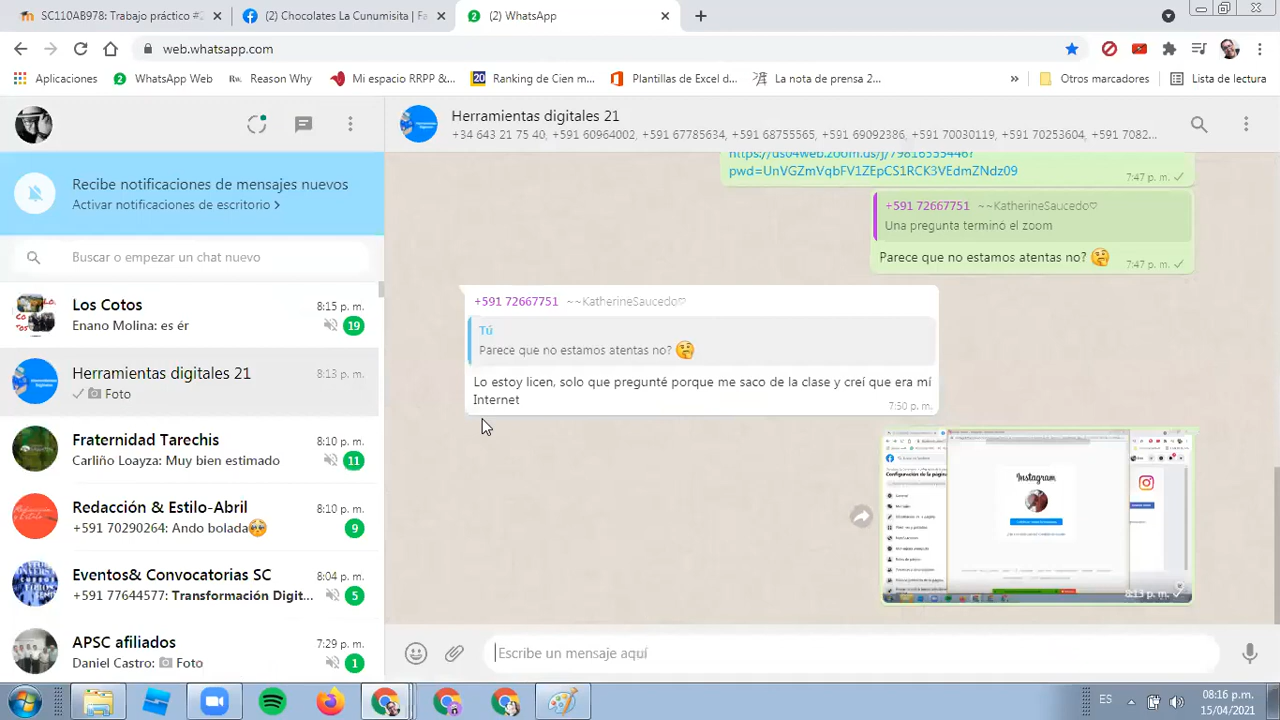 SC110AB978: Trabajo práctico #
(2) Chocolates La Cunumisita | Fa
(2) WhatsApp
web.whatsapp.com
Aplicaciones
WhatsApp Web
Reason Why
Mi espacio RRPP &...
Ranking de Cien m...
Plantillas de Excel d...
La nota de prensa 2...
»
Otros marcadores
Lista de lectura
Herramientas digitales 21
+34 643 21 75 40, +591 60964002, +591 67785634, +591 68755565, +591 69092386, +591 70030119, +591 70253604, +591 7082...
Recibe notificaciones de mensajes nuevos
Activar notificaciones de escritorio >
Buscar o empezar un chat nuevo
Los Cotos 8:15 p. m.
Enano Molina: es ér 19
Herramientas digitales 21 8:13 p. m.
Foto
Fraternidad Tarecha 8:10 p. m.
Carliño Loayza: Muy bien Estimado 11
Redacción & Estilo-Abril 8:10 p. m.
+591 70290264: Ando bolada🥺 9
Eventos& Convocatorias SC 8:04 p. m.
+591 77644577: Transmisión Digit... 5
APSC afiliados 7:29 p. m.
Daniel Castro: Foto 1
pwd=UnVGZmVqbFV1ZEpCS1RCK3VEdmZNdz09
7:47 p. m.
+591 72667751 ~~KatherineSaucedo♡
Una pregunta terminó el zoom
Parece que no estamos atentas no? 🤔
7:47 p. m.
+591 72667751 ~~KatherineSaucedo♡
Tú
Parece que no estamos atentas no? 🤔
Lo estoy licen, solo que pregunté porque me saco de la clase y creí que era mí
Internet
7:50 p. m.
Instagram
8:13 p. m.
Escribe un mensaje aquí
ES
08:16 p.m.
15/04/2021